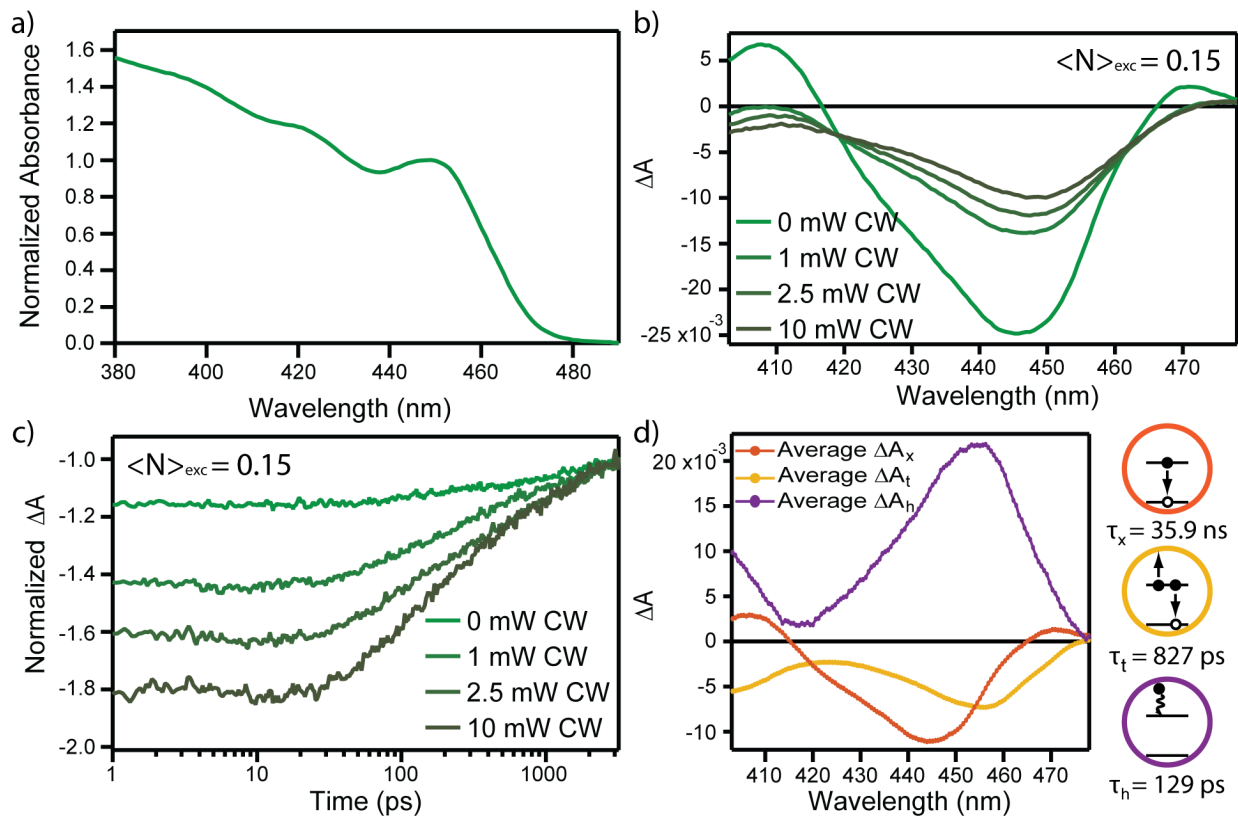 a)
1.6
1.4
1.2
1.0
0.8
0.6
0.4
0.2
0.0
Normalized Absorbance
380 400 420 440 460 480
Wavelength (nm)
b)
<N>exc = 0.15
5
0
-5
-10
-15
-20
-25 x10⁻³
ΔA
0 mW CW
1 mW CW
2.5 mW CW
10 mW CW
410 420 430 440 450 460 470
Wavelength (nm)
c)
<N>exc = 0.15
-1.0
-1.2
-1.4
-1.6
-1.8
-2.0
Normalized ΔA
0 mW CW
1 mW CW
2.5 mW CW
10 mW CW
1 10 100 1000
Time (ps)
d)
Average ΔAx
Average ΔAt
Average ΔAh
20 x10⁻³
15
10
5
0
-5
-10
ΔA
410 420 430 440 450 460 470
Wavelength (nm)
τx = 35.9 ns
τt = 827 ps
τh = 129 ps